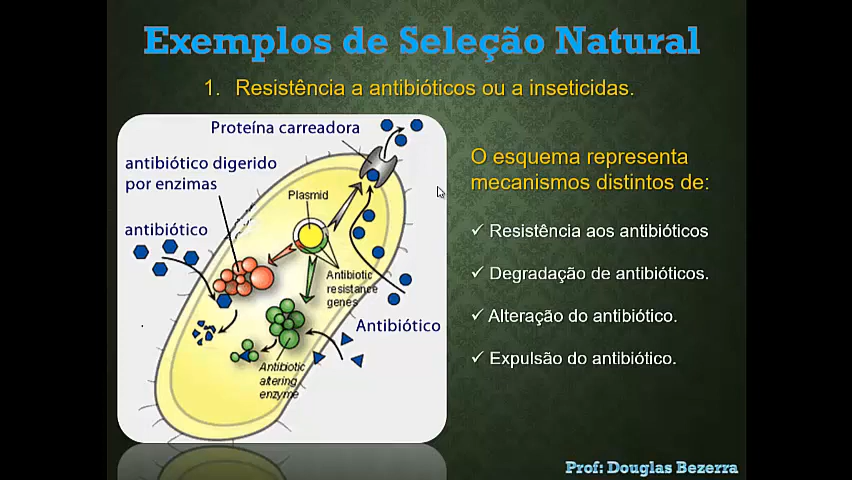 Exemplos de Seleção Natural
1. Resistência a antibióticos ou a inseticidas.
Proteína carreadora
antibiótico digerido
por enzimas
Plasmid
antibiótico
Antibiotic
resistance
genes
Antibiótico
Antibiotic
altering
enzyme
O esquema representa
mecanismos distintos de:
✓ Resistência aos antibióticos
✓ Degradação de antibióticos.
✓ Alteração do antibiótico.
✓ Expulsão do antibiótico.
Prof: Douglas Bezerra